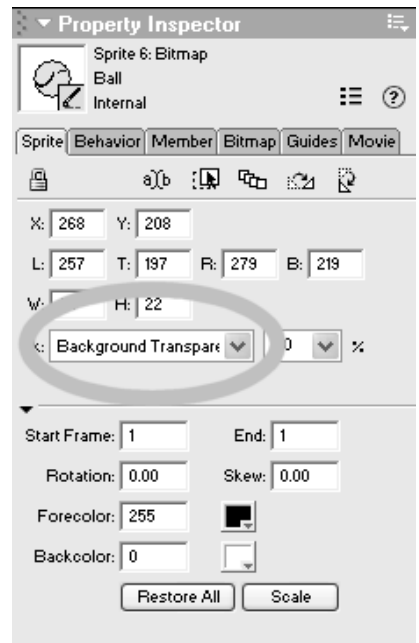 Property Inspector
Sprite 6: Bitmap
Ball
Internal
Sprite Behavior Member Bitmap Guides Movie
X: 268 Y: 208
L: 257 T: 197 R: 279 B: 219
W: H: 22
Background Transpare %
Start Frame: 1 End: 1
Rotation: 0.00 Skew: 0.00
Forecolor: 255
Backcolor: 0
Restore All Scale